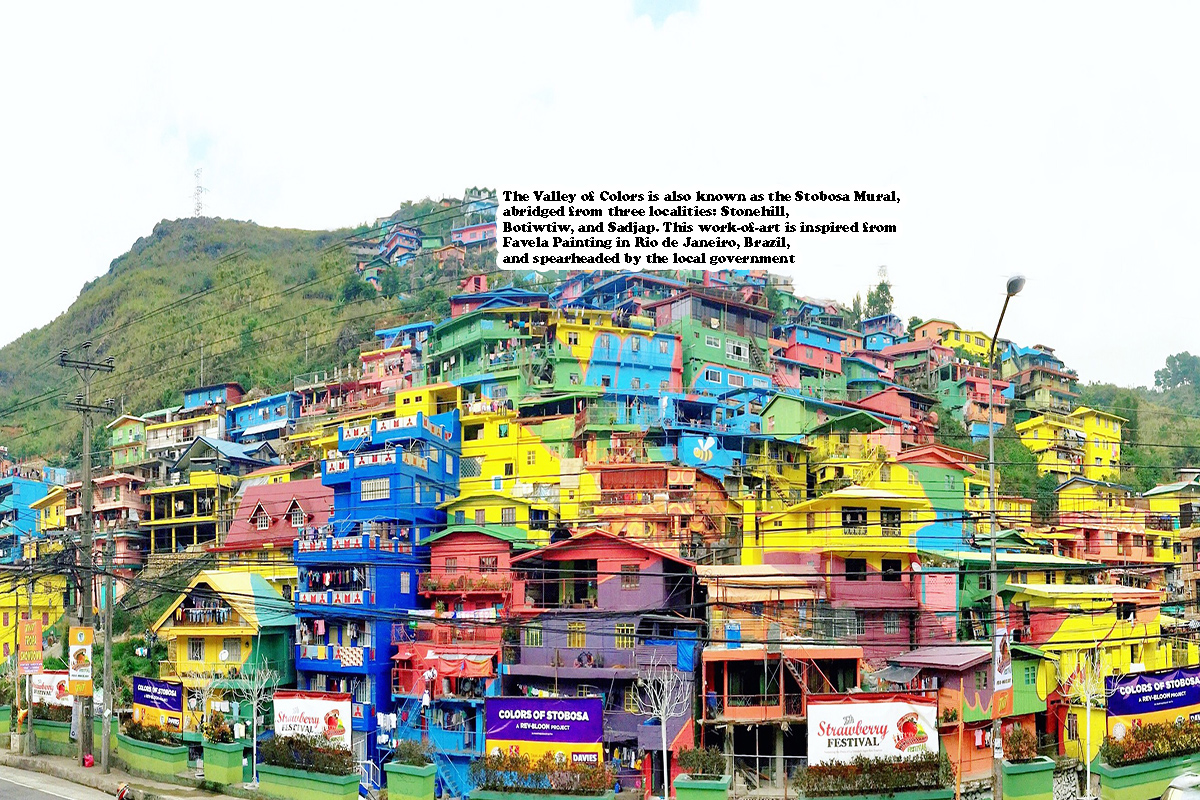 The Valley of Colors is also known as the Stobosa Mural,
abridged from three localities: Stonehill,
Botiwtiw, and Sadjap. This work-of-art is inspired from
Favela Painting in Rio de Janeiro, Brazil,
and spearheaded by the local government
COLORS OF STOBOSA
A REV-BLOOM PROJECT
DAVIES
Strawberry
FESTIVAL
COLORS OF STOBOSA
A REV-BLOOM PROJECT
DAVIES
Strawberry
FESTIVAL
COLORS OF STOBOSA
A REV-BLOOM PROJECT